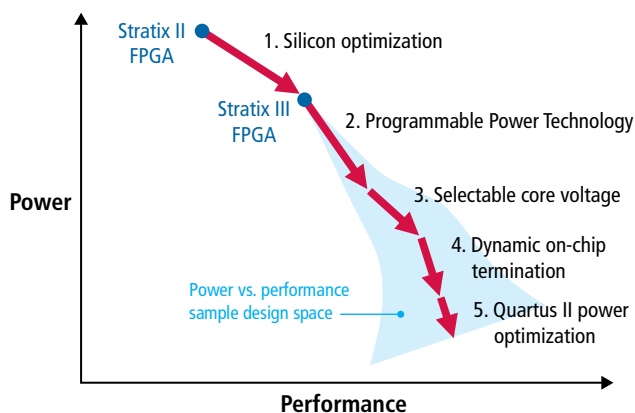 Stratix II
FPGA
1. Silicon optimization
Stratix III
FPGA
2. Programmable Power Technology
Power
3. Selectable core voltage
4. Dynamic on-chip
termination
Power vs. performance
sample design space
5. Quartus II power
optimization
Performance